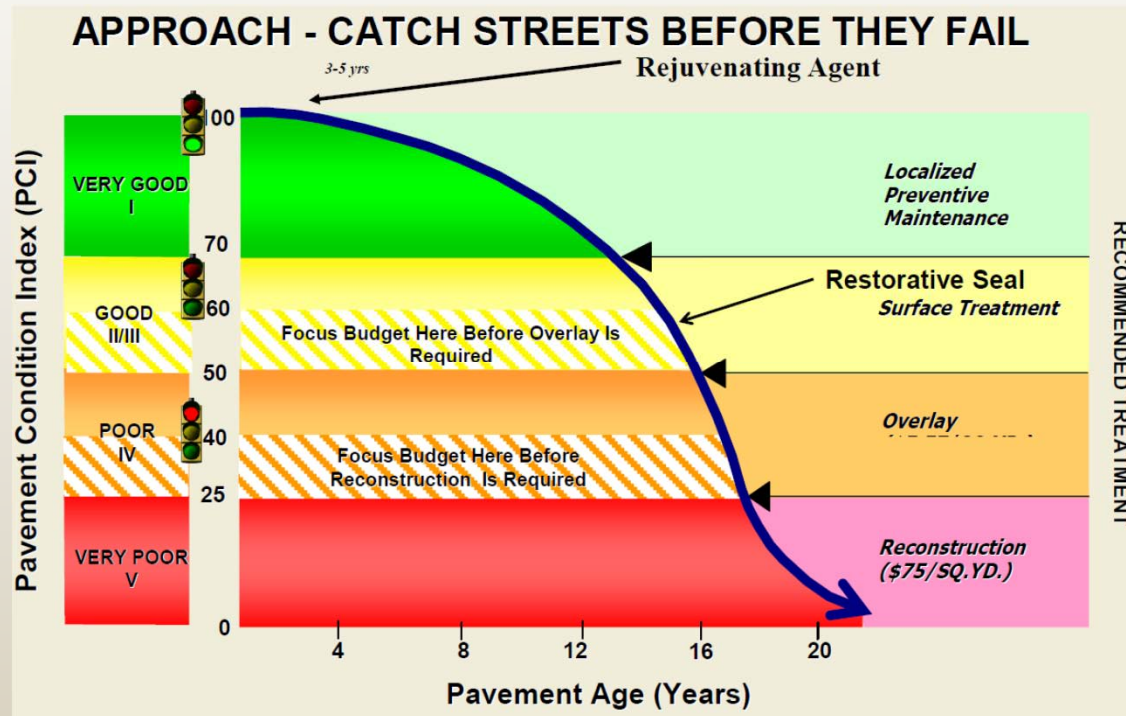 APPROACH - CATCH STREETS BEFORE THEY FAIL
3-5 yrs
Rejuvenating Agent
Pavement Condition Index (PCI)
100
VERY GOOD
I
70
GOOD
II/III
60
50
POOR
IV
40
25
VERY POOR
V
0
Focus Budget Here Before Overlay Is
Required
Focus Budget Here Before
Reconstruction Is Required
Localized
Preventive
Maintenance
Restorative Seal
Surface Treatment
Overlay
Reconstruction
($75/SQ.YD.)
RECOMMENDED TREATMENT
4
8
12
16
20
Pavement Age (Years)